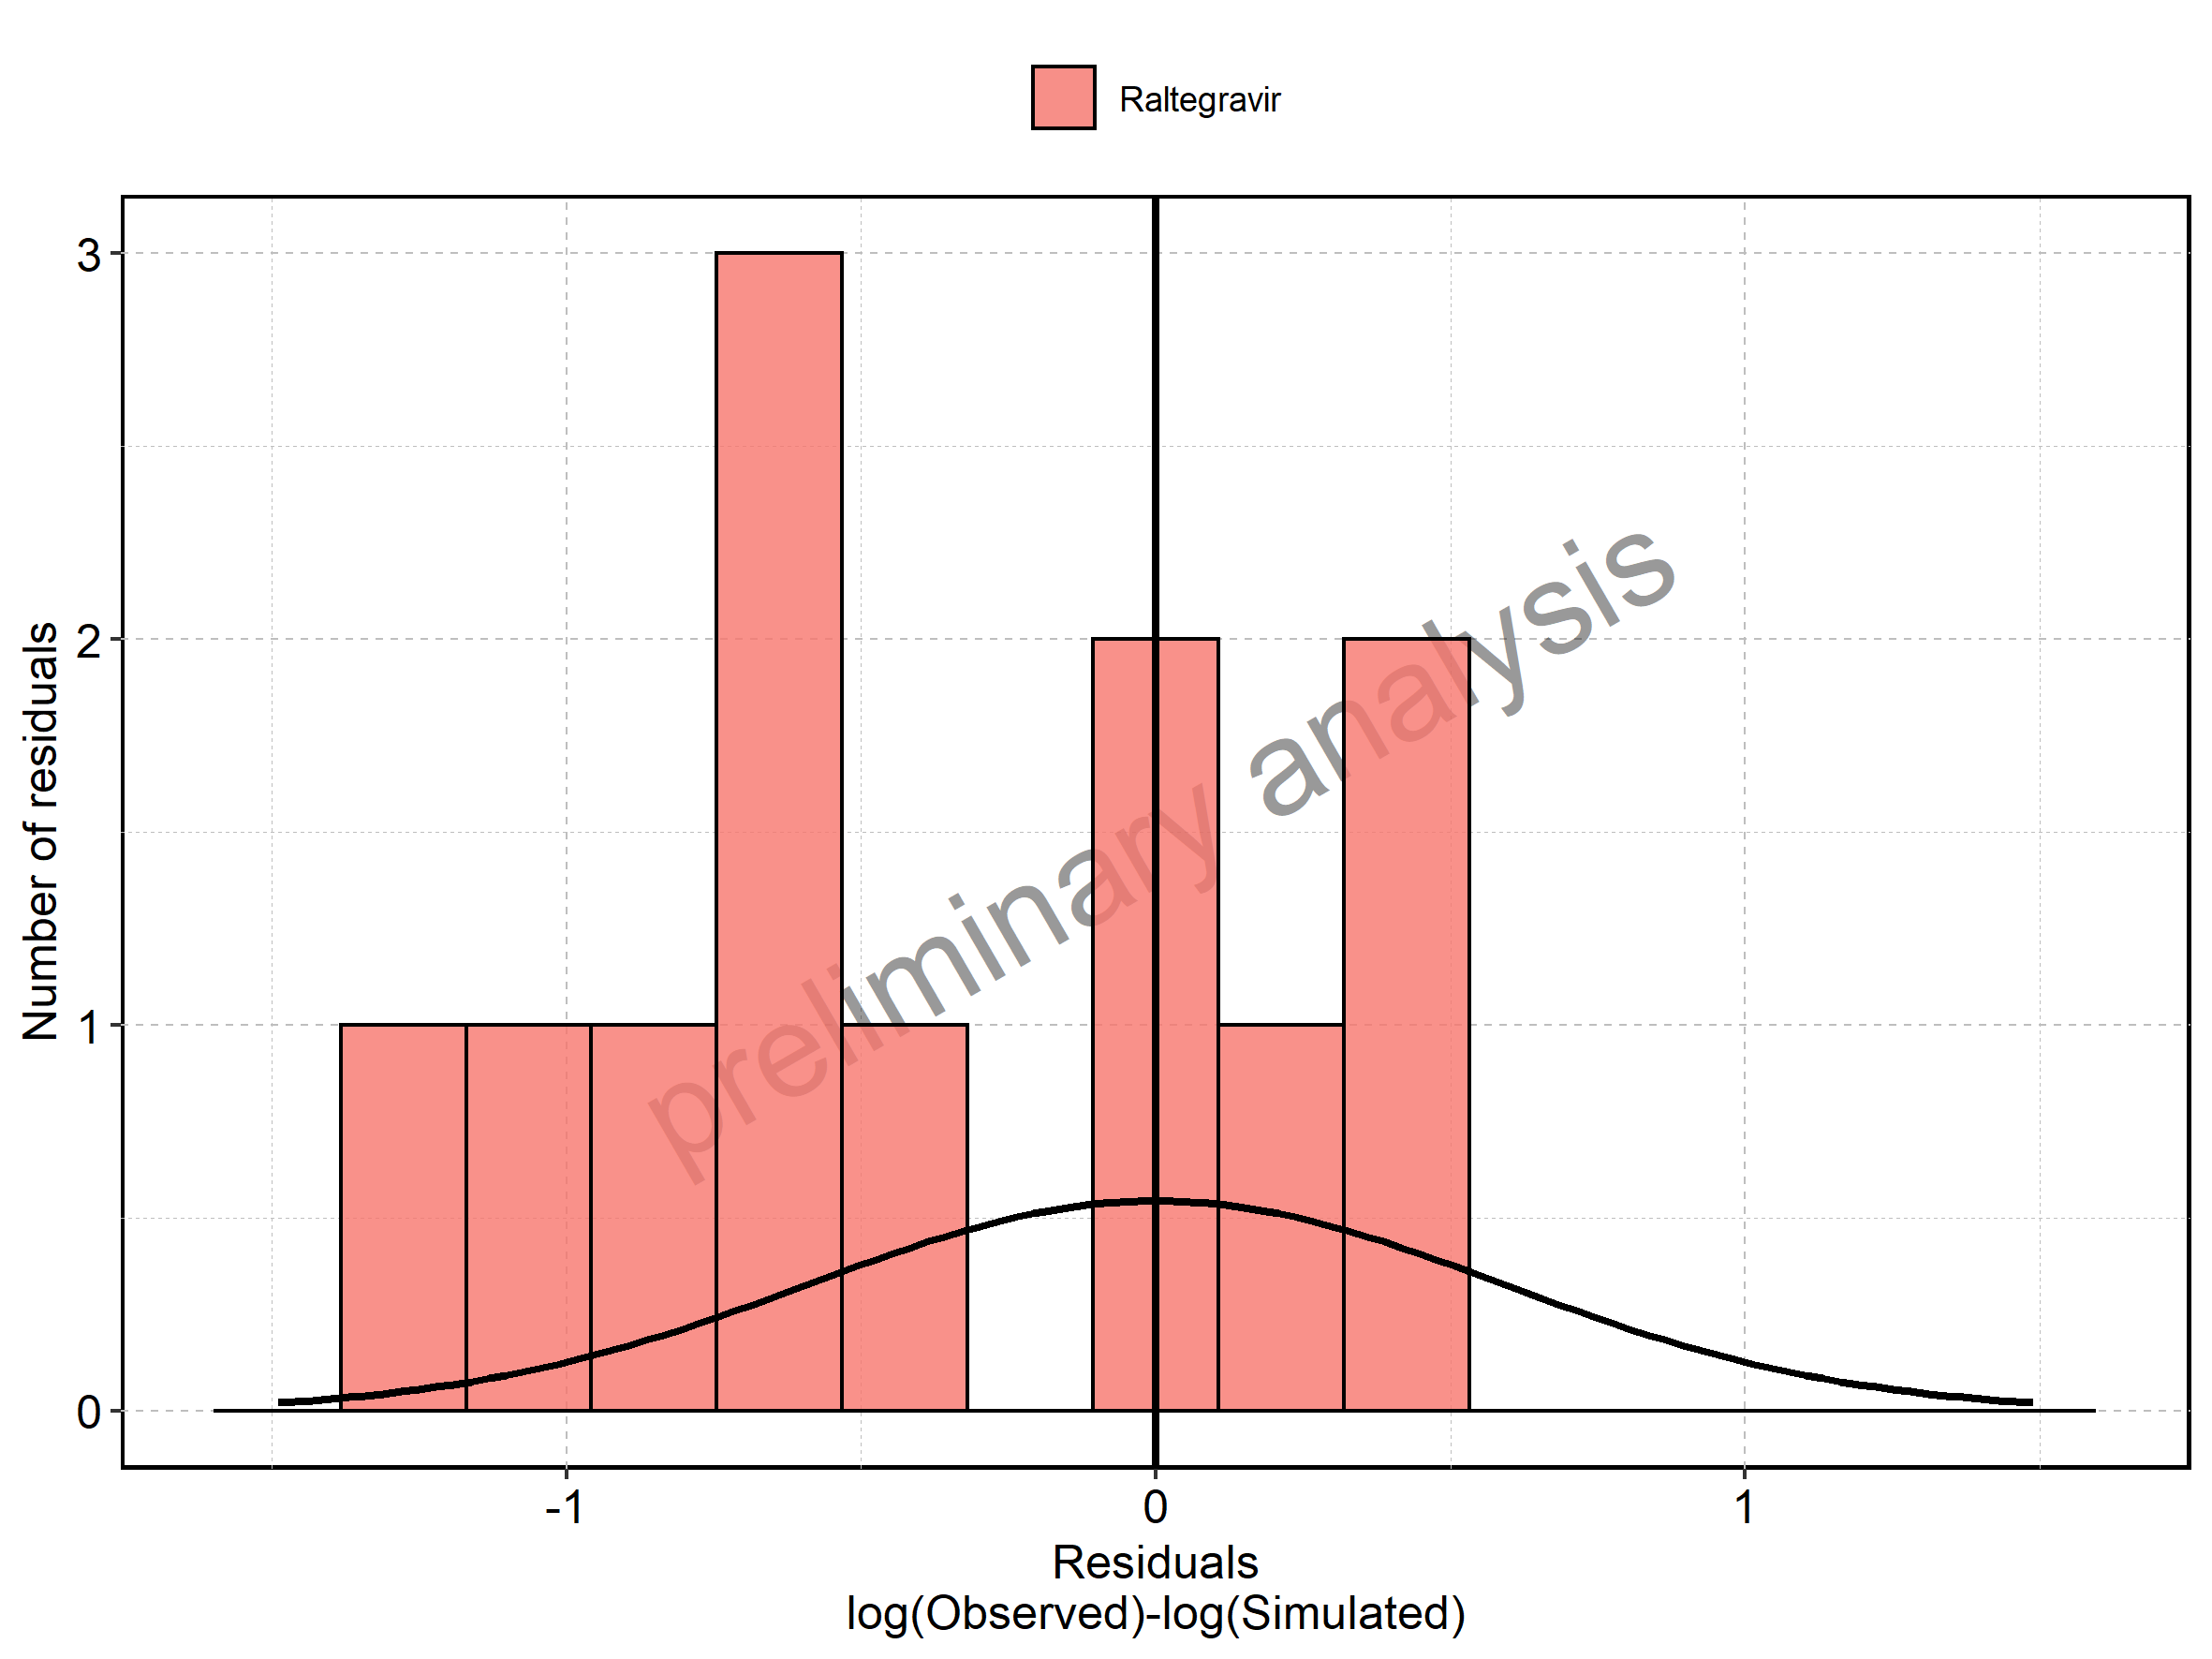 Raltegravir
3
2
1
0
Number of residuals
preliminary analysis
-1
0
1
Residuals
log(Observed)-log(Simulated)